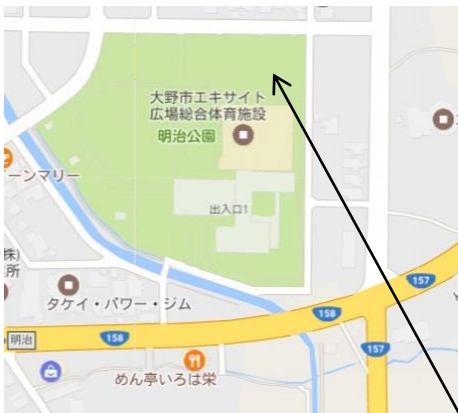 大野市エキサイト
広場総合体育施設
明治公園
ーンマリー
出入口1
株)
所
タケイ・パワー・ジム
157
158
明治
158
157
めん亭いろは栄